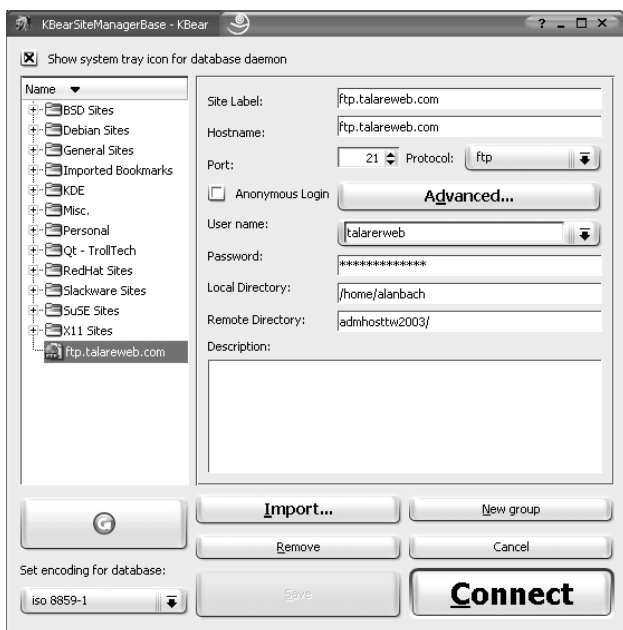 KBearSiteManagerBase - KBear
Show system tray icon for database daemon
Name
BSD Sites
Debian Sites
General Sites
Imported Bookmarks
KDE
Misc.
Personal
Qt - TrollTech
RedHat Sites
Slackware Sites
SuSE Sites
X11 Sites
ftp.talareweb.com
Site Label: ftp.talareweb.com
Hostname: ftp.talareweb.com
Port: 21 Protocol: ftp
Anonymous Login Advanced...
User name: talarerweb
Password: *************
Local Directory: /home/alanbach
Remote Directory: admhosttw2003/
Description:
Import... New group
Remove Cancel
Set encoding for database:
iso 8859-1 Save Connect